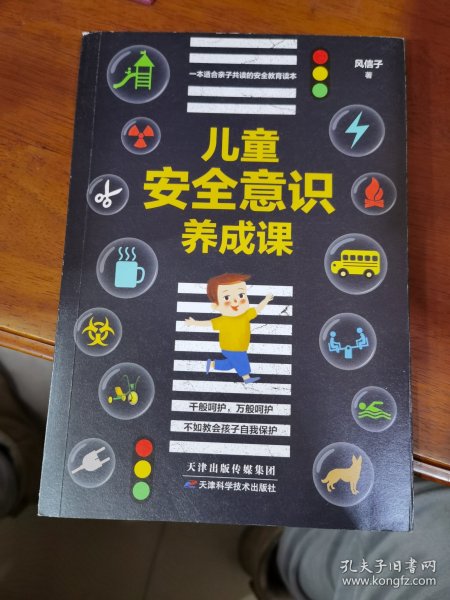 一本适合亲子共读的安全教育读本
风信子
著
儿童
安全意识
养成课
千般呵护，万般呵护
不如教会孩子自我保护
天津出版传媒集团
天津科学技术出版社
孔夫子旧书网
www.kongfz.com